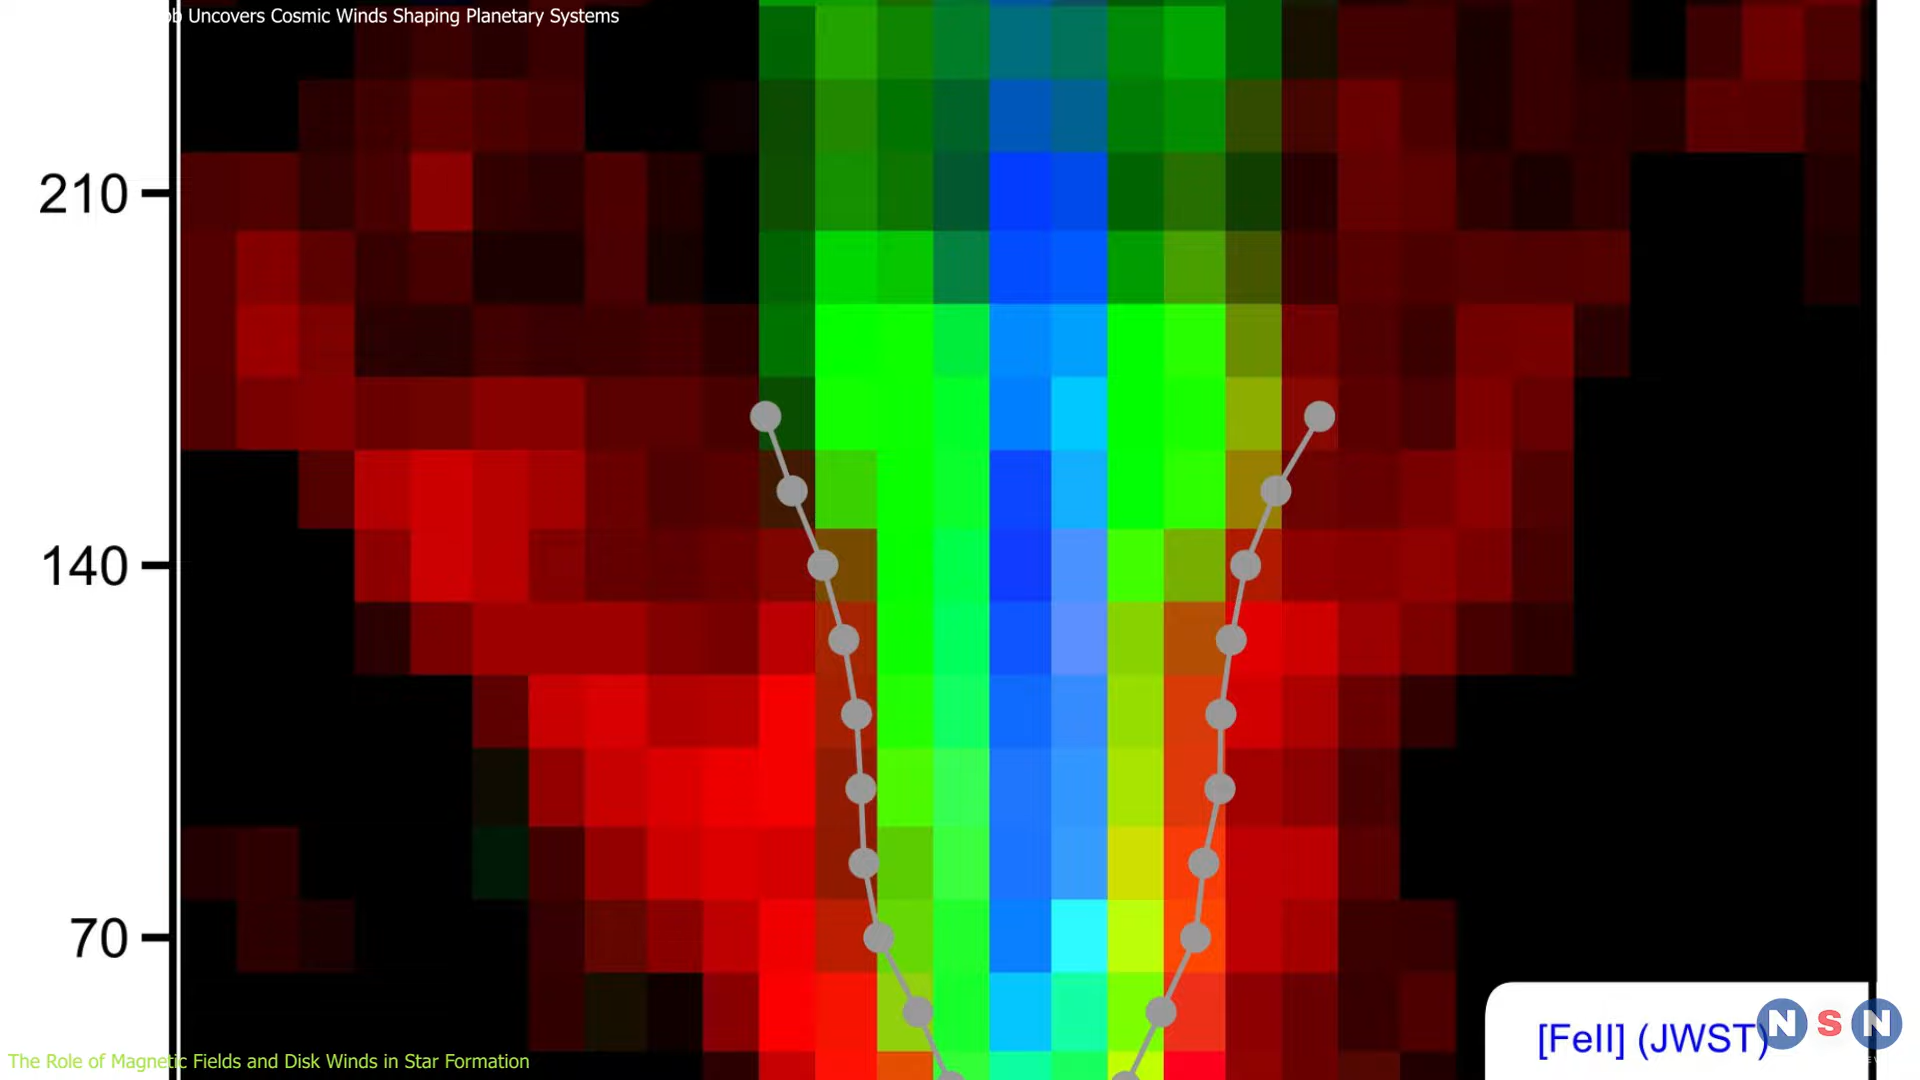 Uncovers Cosmic Winds Shaping Planetary Systems
210
140
70
[FeII] (JWST)
N S N
The Role of Magnetic Fields and Disk Winds in Star Formation